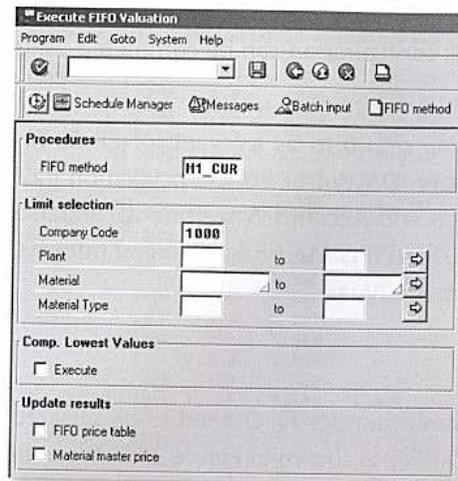 Execute FIFO Valuation
Program Edit Goto System Help
Schedule Manager Messages Batch input FIFO method
Procedures
FIFO method H1_CUR
Limit selection
Company Code 1000
Plant to
Material to
Material Type to
Comp. Lowest Values
Execute
Update results
FIFO price table
Material master price